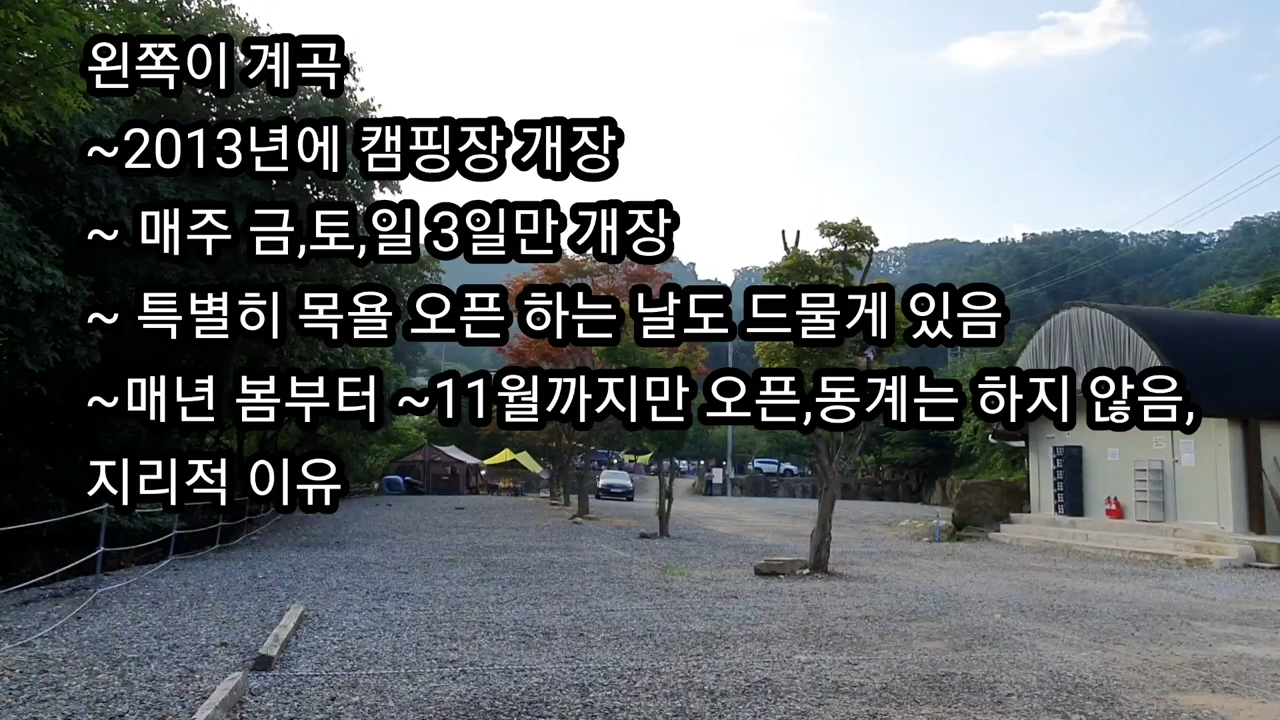 왼쪽이 계곡
~2013년에 캠핑장 개장
~ 매주 금,토,일 3일만 개장
~ 특별히 목욜 오픈 하는 날도 드물게 있음
~매년 봄부터 ~11월까지만 오픈,동계는 하지 않음,
지리적 이유